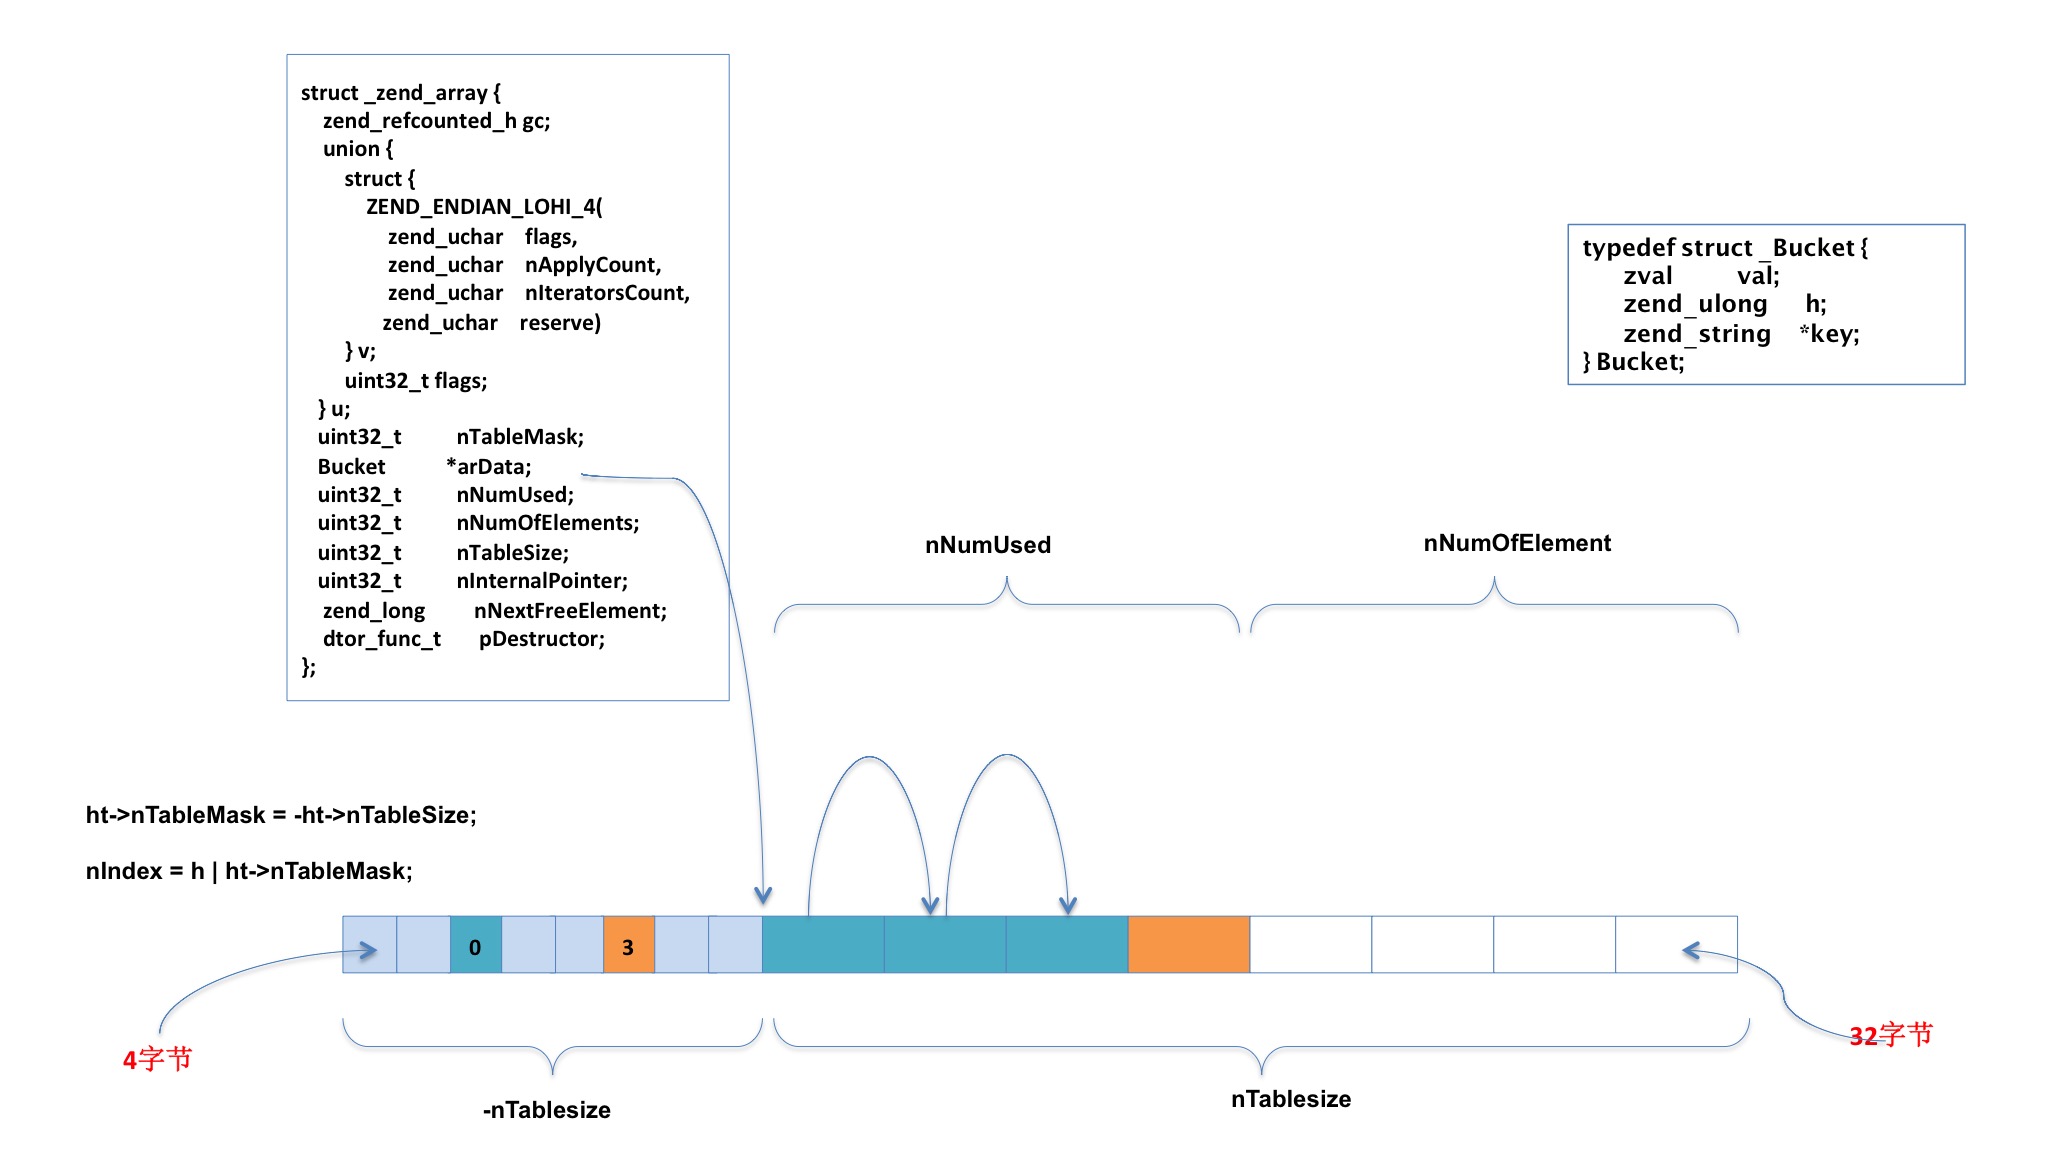 struct _zend_array {
zend_refcounted_h gc;
union {
struct {
ZEND_ENDIAN_LOHI_4(
zend_uchar flags,
zend_uchar nApplyCount,
zend_uchar nIteratorsCount,
zend_uchar reserve)
} v;
uint32_t flags;
} u;
uint32_t nTableMask;
Bucket *arData;
uint32_t nNumUsed;
uint32_t nNumOfElements;
uint32_t nTableSize;
uint32_t nInternalPointer;
zend_long nNextFreeElement;
dtor_func_t pDestructor;
};
typedef struct _Bucket {
zval val;
zend_ulong h;
zend_string *key;
} Bucket;
nNumUsed
nNumOfElement
ht->nTableMask = -ht->nTableSize;
nIndex = h | ht->nTableMask;
0
3
4字节
32字节
-nTablesize
nTablesize